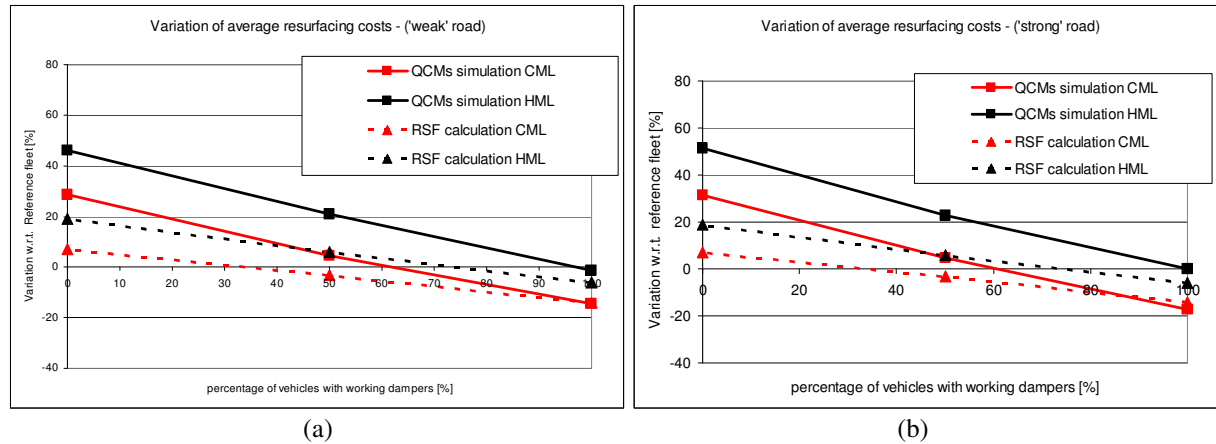 Variation of average resurfacing costs - ('weak' road)
80
60
40
20
0
-20
-40
0 10 20 30 40 50 60 70 80 90 100
Variation w.r.t. Reference fleet [%]
QCMs simulation CML
QCMs simulation HML
RSF calculation CML
RSF calculation HML
percentage of vehicles with working dampers [%]
(a)
Variation of average resurfacing costs - ('strong' road)
80
60
40
20
0
-20
-40
0 20 40 60 80 100
Variation w.r.t. reference fleet [%]
QCMs simulation CML
QCMs simulation HML
RSF calculation CML
RSF calculation HML
percentage of vehicles with working dampers [%]
(b)